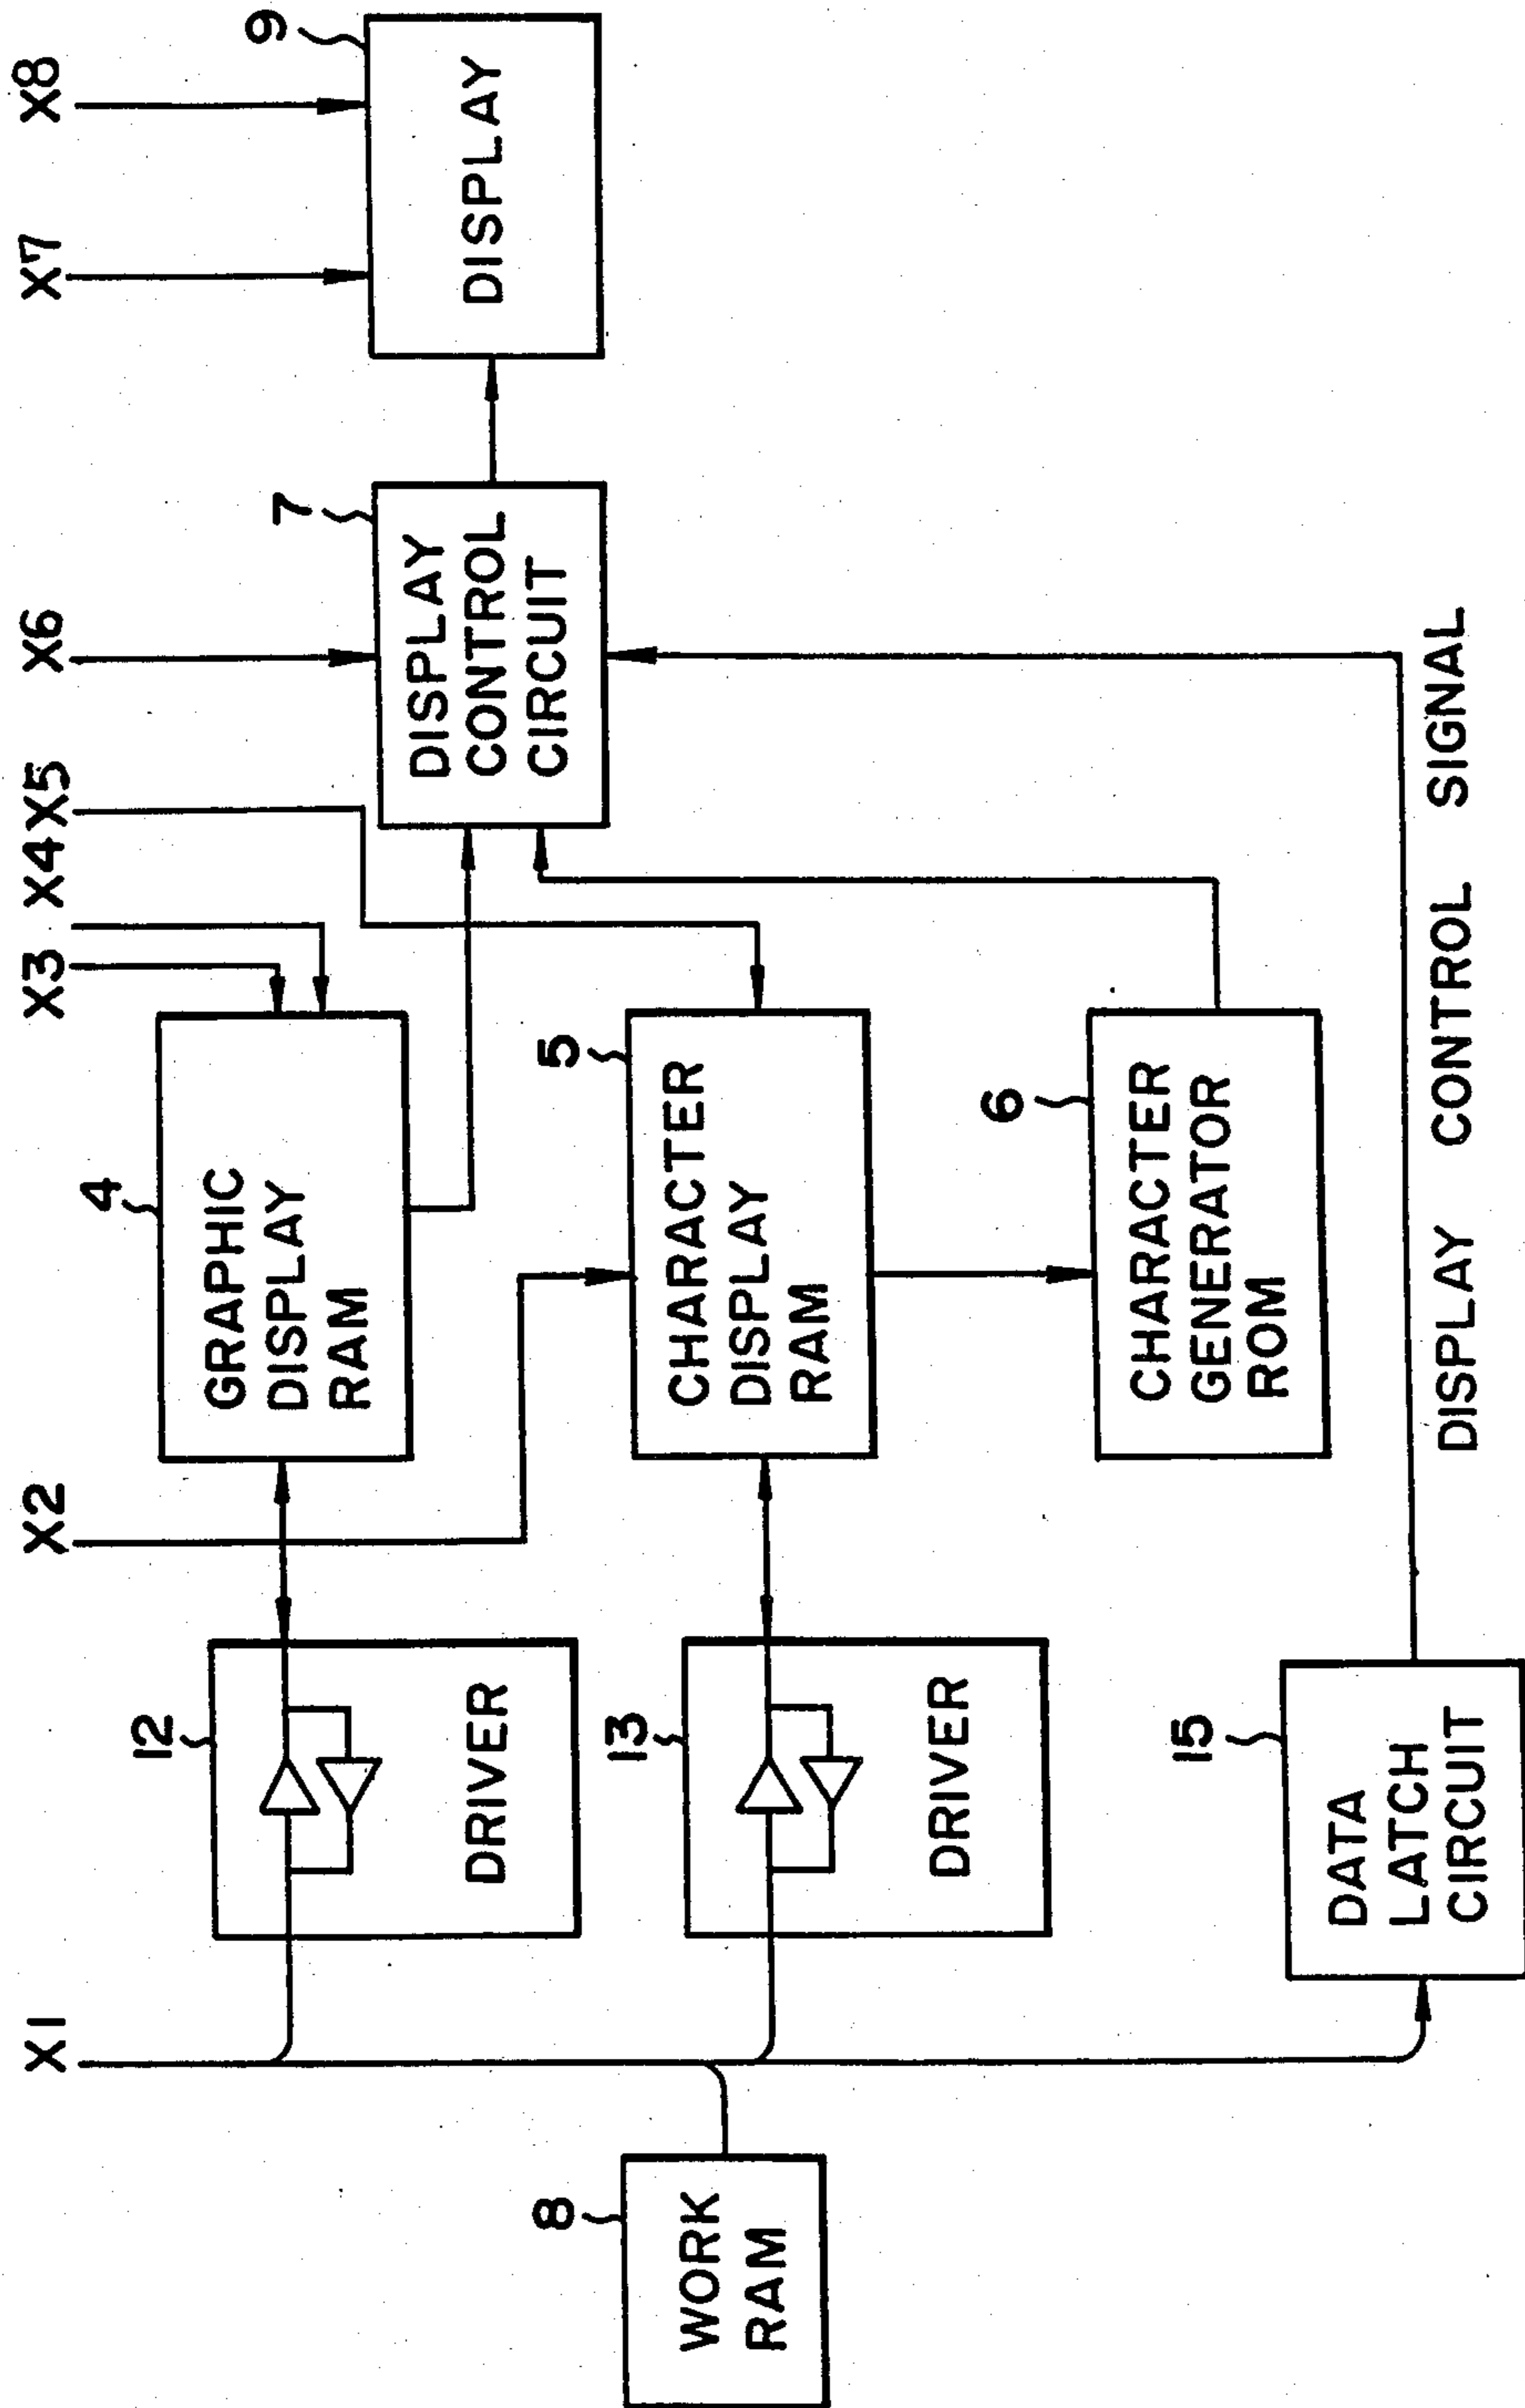 X1
X2
X3
X4
X5
X6
X7
X8
12
DRIVER
4
GRAPHIC
DISPLAY
RAM
7
DISPLAY
CONTROL
CIRCUIT
9
DISPLAY
8
WORK
RAM
13
DRIVER
5
CHARACTER
DISPLAY
RAM
6
CHARACTER
GENERATOR
ROM
15
DATA
LATCH
CIRCUIT
DISPLAY CONTROL SIGNAL